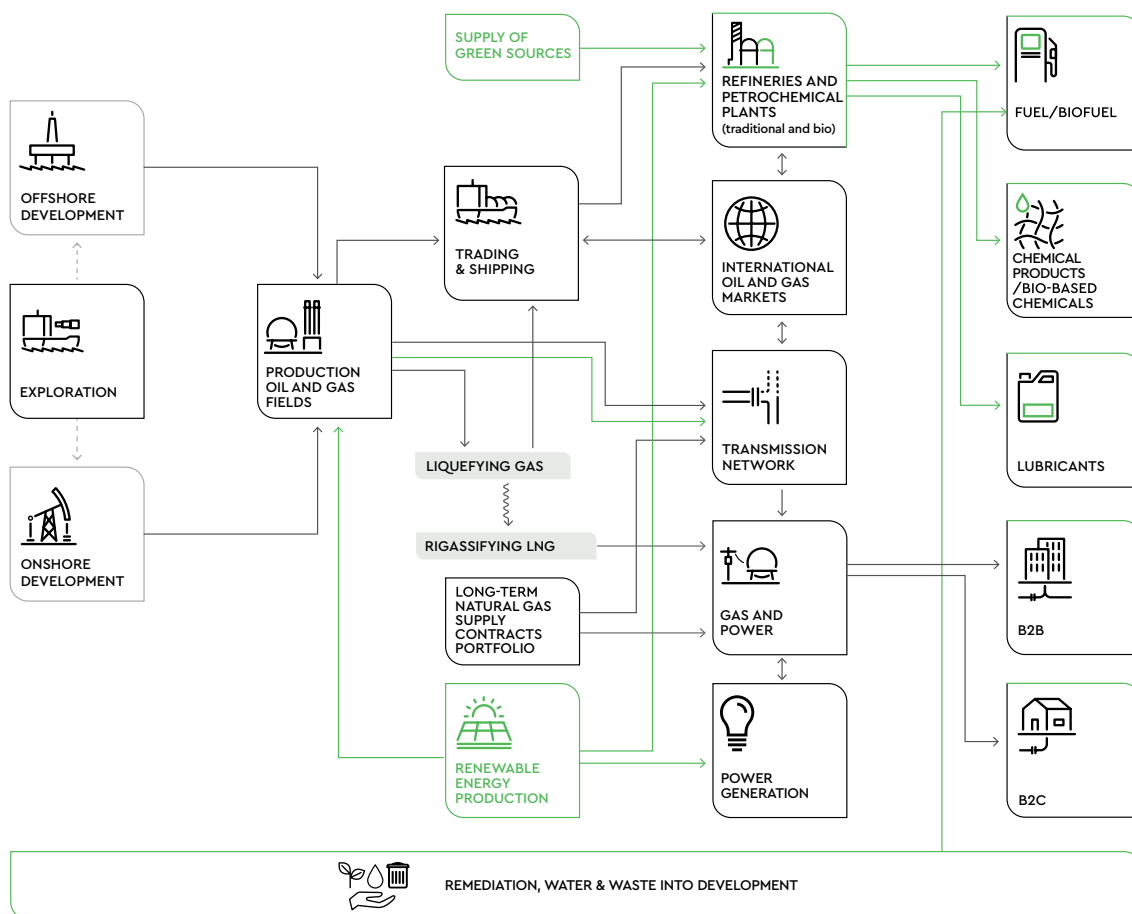 SUPPLY OF
GREEN SOURCES
REFINERIES AND
PETROCHEMICAL
PLANTS
(traditional and bio)
FUEL/BIOFUEL
OFFSHORE
DEVELOPMENT
TRADING
& SHIPPING
INTERNATIONAL
OIL AND GAS
MARKETS
CHEMICAL
PRODUCTS
/BIO-BASED
CHEMICALS
EXPLORATION
PRODUCTION
OIL AND GAS
FIELDS
TRANSMISSION
NETWORK
LUBRICANTS
LIQUEFYING GAS
RIGASSIFYING LNG
ONSHORE
DEVELOPMENT
LONG-TERM
NATURAL GAS
SUPPLY
CONTRACTS
PORTFOLIO
GAS AND
POWER
B2B
RENEWABLE
ENERGY
PRODUCTION
POWER
GENERATION
B2C
REMEDIATION, WATER & WASTE INTO DEVELOPMENT